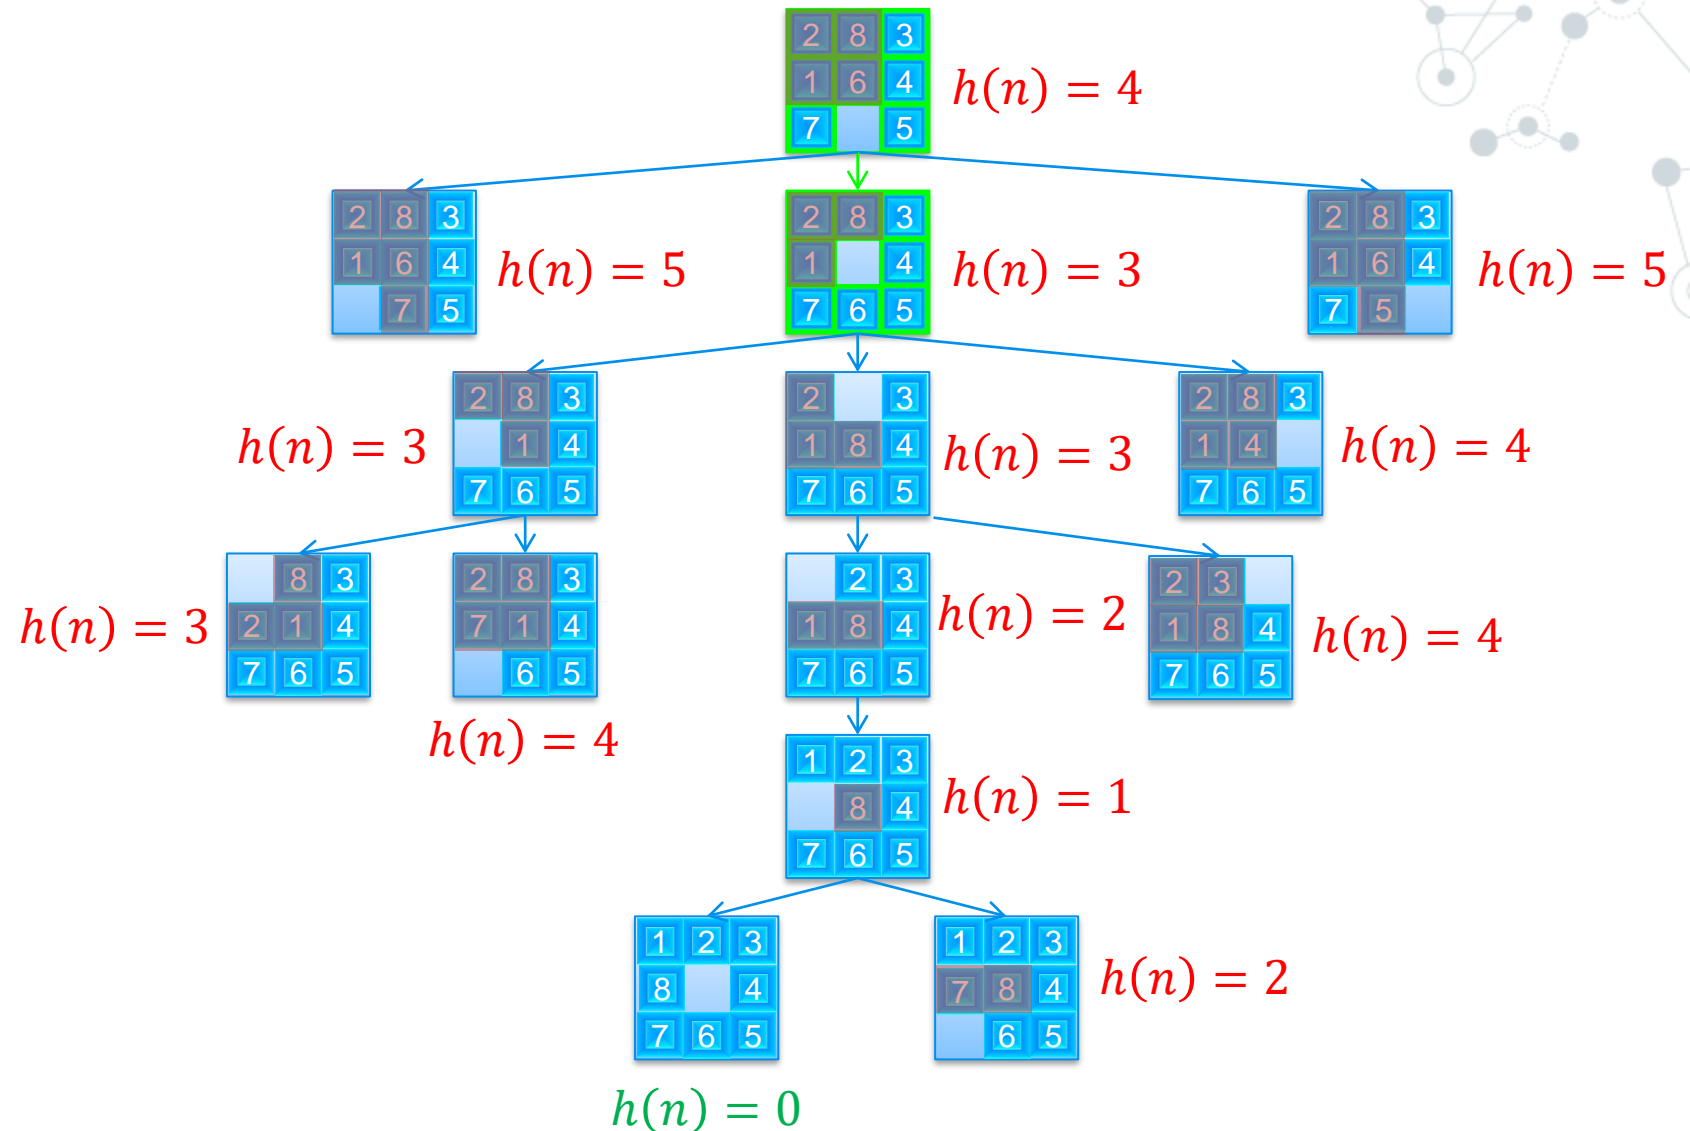 2 8 3
1 6 4
7 5
h(n) = 4
2 8 3
1 6 4
7 5
h(n) = 5
2 8 3
1 4
7 6 5
h(n) = 3
2 8 3
1 6 4
7 5
h(n) = 5
h(n) = 3
2 8 3
1 4
7 6 5
2 3
1 8 4
7 6 5
h(n) = 3
2 8 3
1 4
7 6 5
h(n) = 4
h(n) = 3
8 3
2 1 4
7 6 5
2 8 3
7 1 4
6 5
h(n) = 4
2 3
1 8 4
7 6 5
h(n) = 2
2 3
1 8 4
7 6 5
h(n) = 4
1 2 3
8 4
7 6 5
h(n) = 1
1 2 3
8 4
7 6 5
h(n) = 0
1 2 3
7 8 4
6 5
h(n) = 2